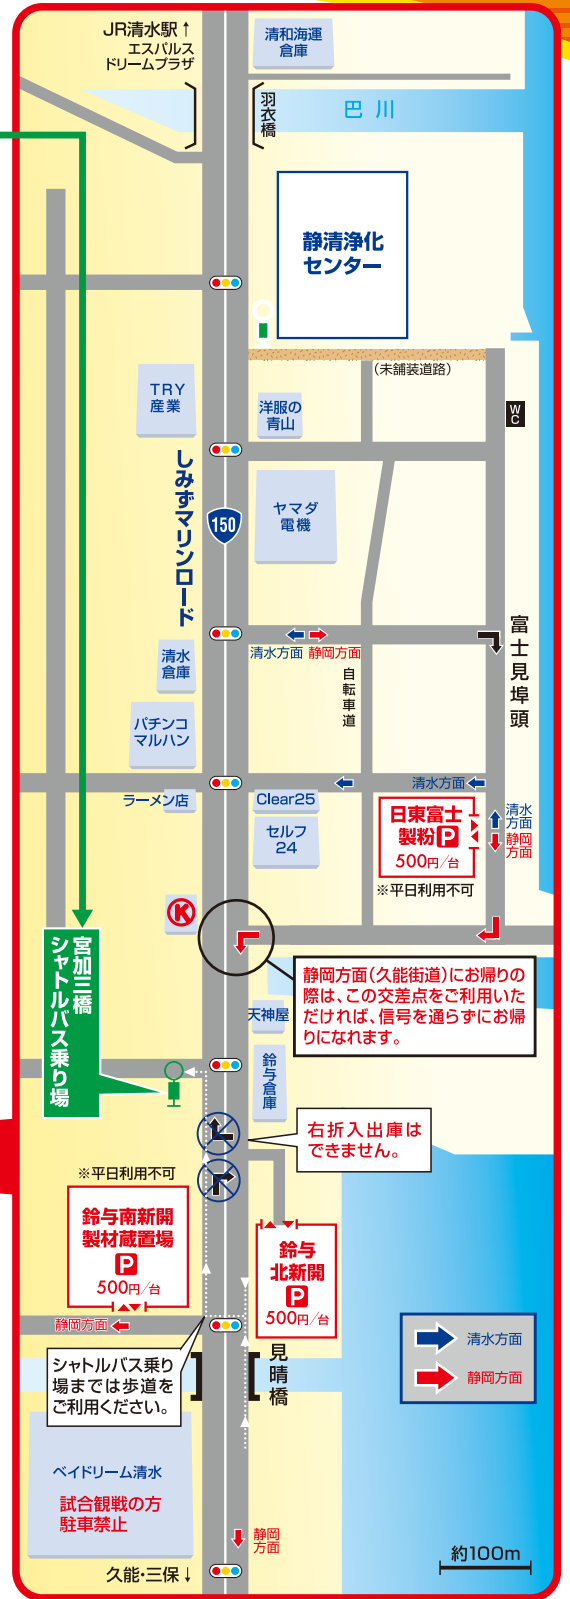 JR清水駅↑
エスパルス
ドリームプラザ
清和海運
倉庫
羽衣橋
巴川
静清浄化
センター
(未舗装道路)
TRY
産業
洋服の
青山
WC
しみずマリンロード
150
ヤマダ
電機
富士見埠頭
清水方面
静岡方面
清水
倉庫
自転車道
パチンコ
マルハン
清水方面
ラーメン店
Clear25
セルフ
24
日東富士
製粉P
500円/台
清水
方面
静岡
方面
※平日利用不可
K
宮加三橋
シャトルバス乗り場
静岡方面(久能街道)にお帰りの
際は、この交差点をご利用いた
だければ、信号を通らずにお帰
りになれます。
天神屋
鈴与倉庫
右折入出庫は
できません。
※平日利用不可
鈴与南新開
製材蔵置場
P
500円/台
鈴与
北新開
P
500円/台
静岡方面
清水方面
静岡方面
シャトルバス乗り
場までは歩道を
ご利用ください。
見晴橋
ベイドリーム清水
試合観戦の方
駐車禁止
静岡
方面
久能・三保↓
約100m